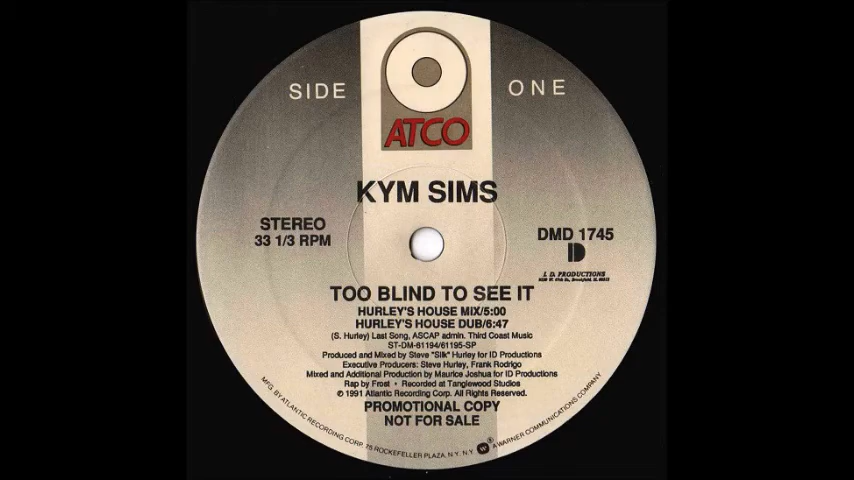 SIDE ONE
ATCO
KYM SIMS
STEREO
33 1/3 RPM
DMD 1745
I. D. PRODUCTIONS
TOO BLIND TO SEE IT
HURLEY'S HOUSE MIX/5:00
HURLEY'S HOUSE DUB/6:47
(S. Hurley) Last Song, ASCAP admin. Third Coast Music
ST-DM-61194/61195-SP
Produced and Mixed by Steve "Silk" Hurley for ID Productions
Executive Producers: Steve Hurley, Frank Rodrigo
Mixed and Additional Production by Maurice Joshua for ID Productions
Rap by Frost • Recorded at Tanglewood Studios
© 1991 Atlantic Recording Corp. All Rights Reserved.
PROMOTIONAL COPY
NOT FOR SALE
MFG. BY ATLANTIC RECORDING CORP., 75 ROCKEFELLER PLAZA, N.Y. N.Y. W ® A WARNER COMMUNICATIONS COMPANY